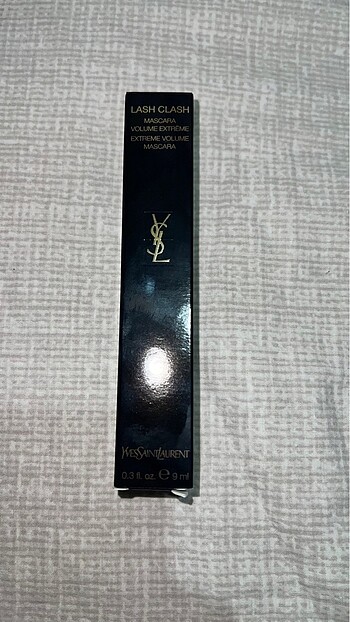 LASH CLASH
MASCARA
VOLUME EXTRÊME
EXTREME VOLUME
MASCARA
YSL
YVESSAINTLAURENT
0.3 fl. oz. ℮ 9 ml